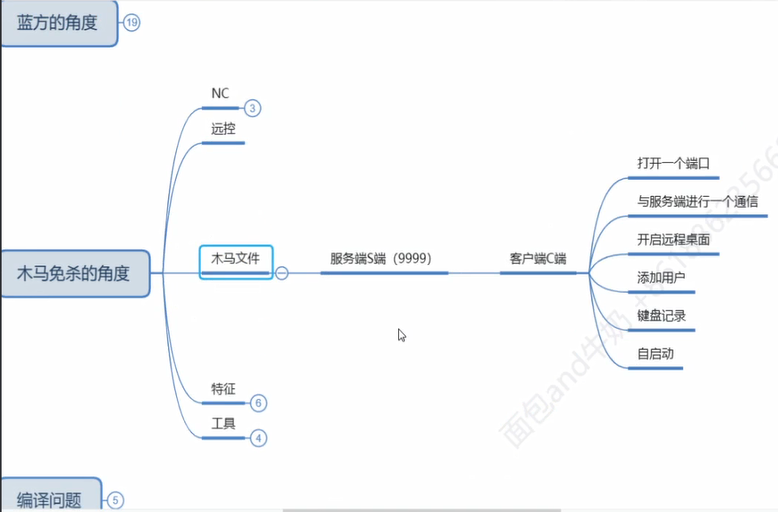 蓝方的角度
19
NC
3
远控
打开一个端口
与服务端进行一个通信
开启远程桌面
木马免杀的角度
木马文件
服务端S端（9999）
客户端C端
添加用户
键盘记录
自启动
特征
6
工具
4
编译问题
5
面包and牛奶